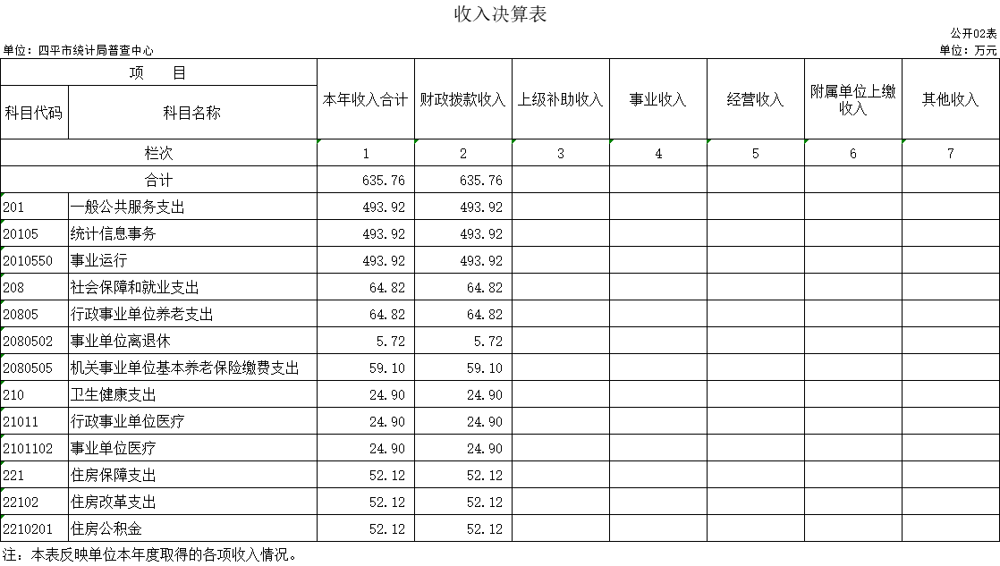 收入决算表
公开02表
单位：四平市统计局普查中心 单位：万元
项 目 本年收入合计 财政拨款收入 上级补助收入 事业收入 经营收入 附属单位上缴收入 其他收入
科目代码 科目名称
栏次 1 2 3 4 5 6 7
合计 635.76 635.76
201 一般公共服务支出 493.92 493.92
20105 统计信息事务 493.92 493.92
2010550 事业运行 493.92 493.92
208 社会保障和就业支出 64.82 64.82
20805 行政事业单位养老支出 64.82 64.82
2080502 事业单位离退休 5.72 5.72
2080505 机关事业单位基本养老保险缴费支出 59.10 59.10
210 卫生健康支出 24.90 24.90
21011 行政事业单位医疗 24.90 24.90
2101102 事业单位医疗 24.90 24.90
221 住房保障支出 52.12 52.12
22102 住房改革支出 52.12 52.12
2210201 住房公积金 52.12 52.12
注：本表反映单位本年度取得的各项收入情况。